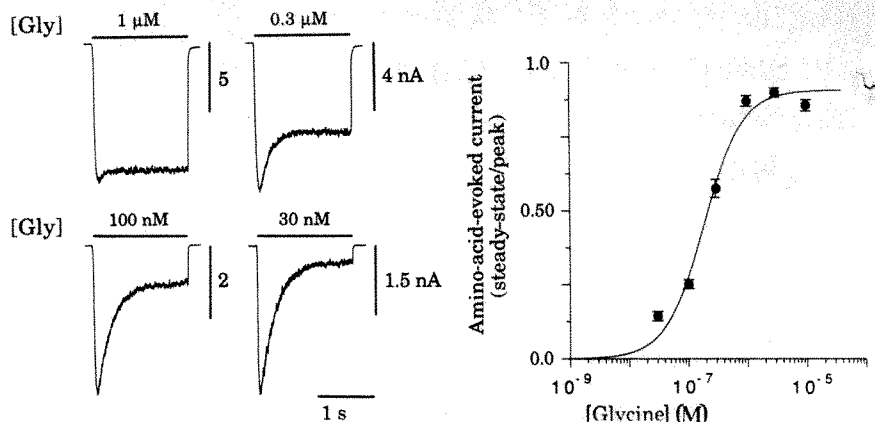 [Gly]
1 μM
0.3 μM
5
4 nA
[Gly]
100 nM
30 nM
2
1.5 nA
1 s
Amino-acid-evoked current
(steady-state/peak)
1.0
0.50
0.0
10⁻⁹
10⁻⁷
10⁻⁵
[Glycine] (M)